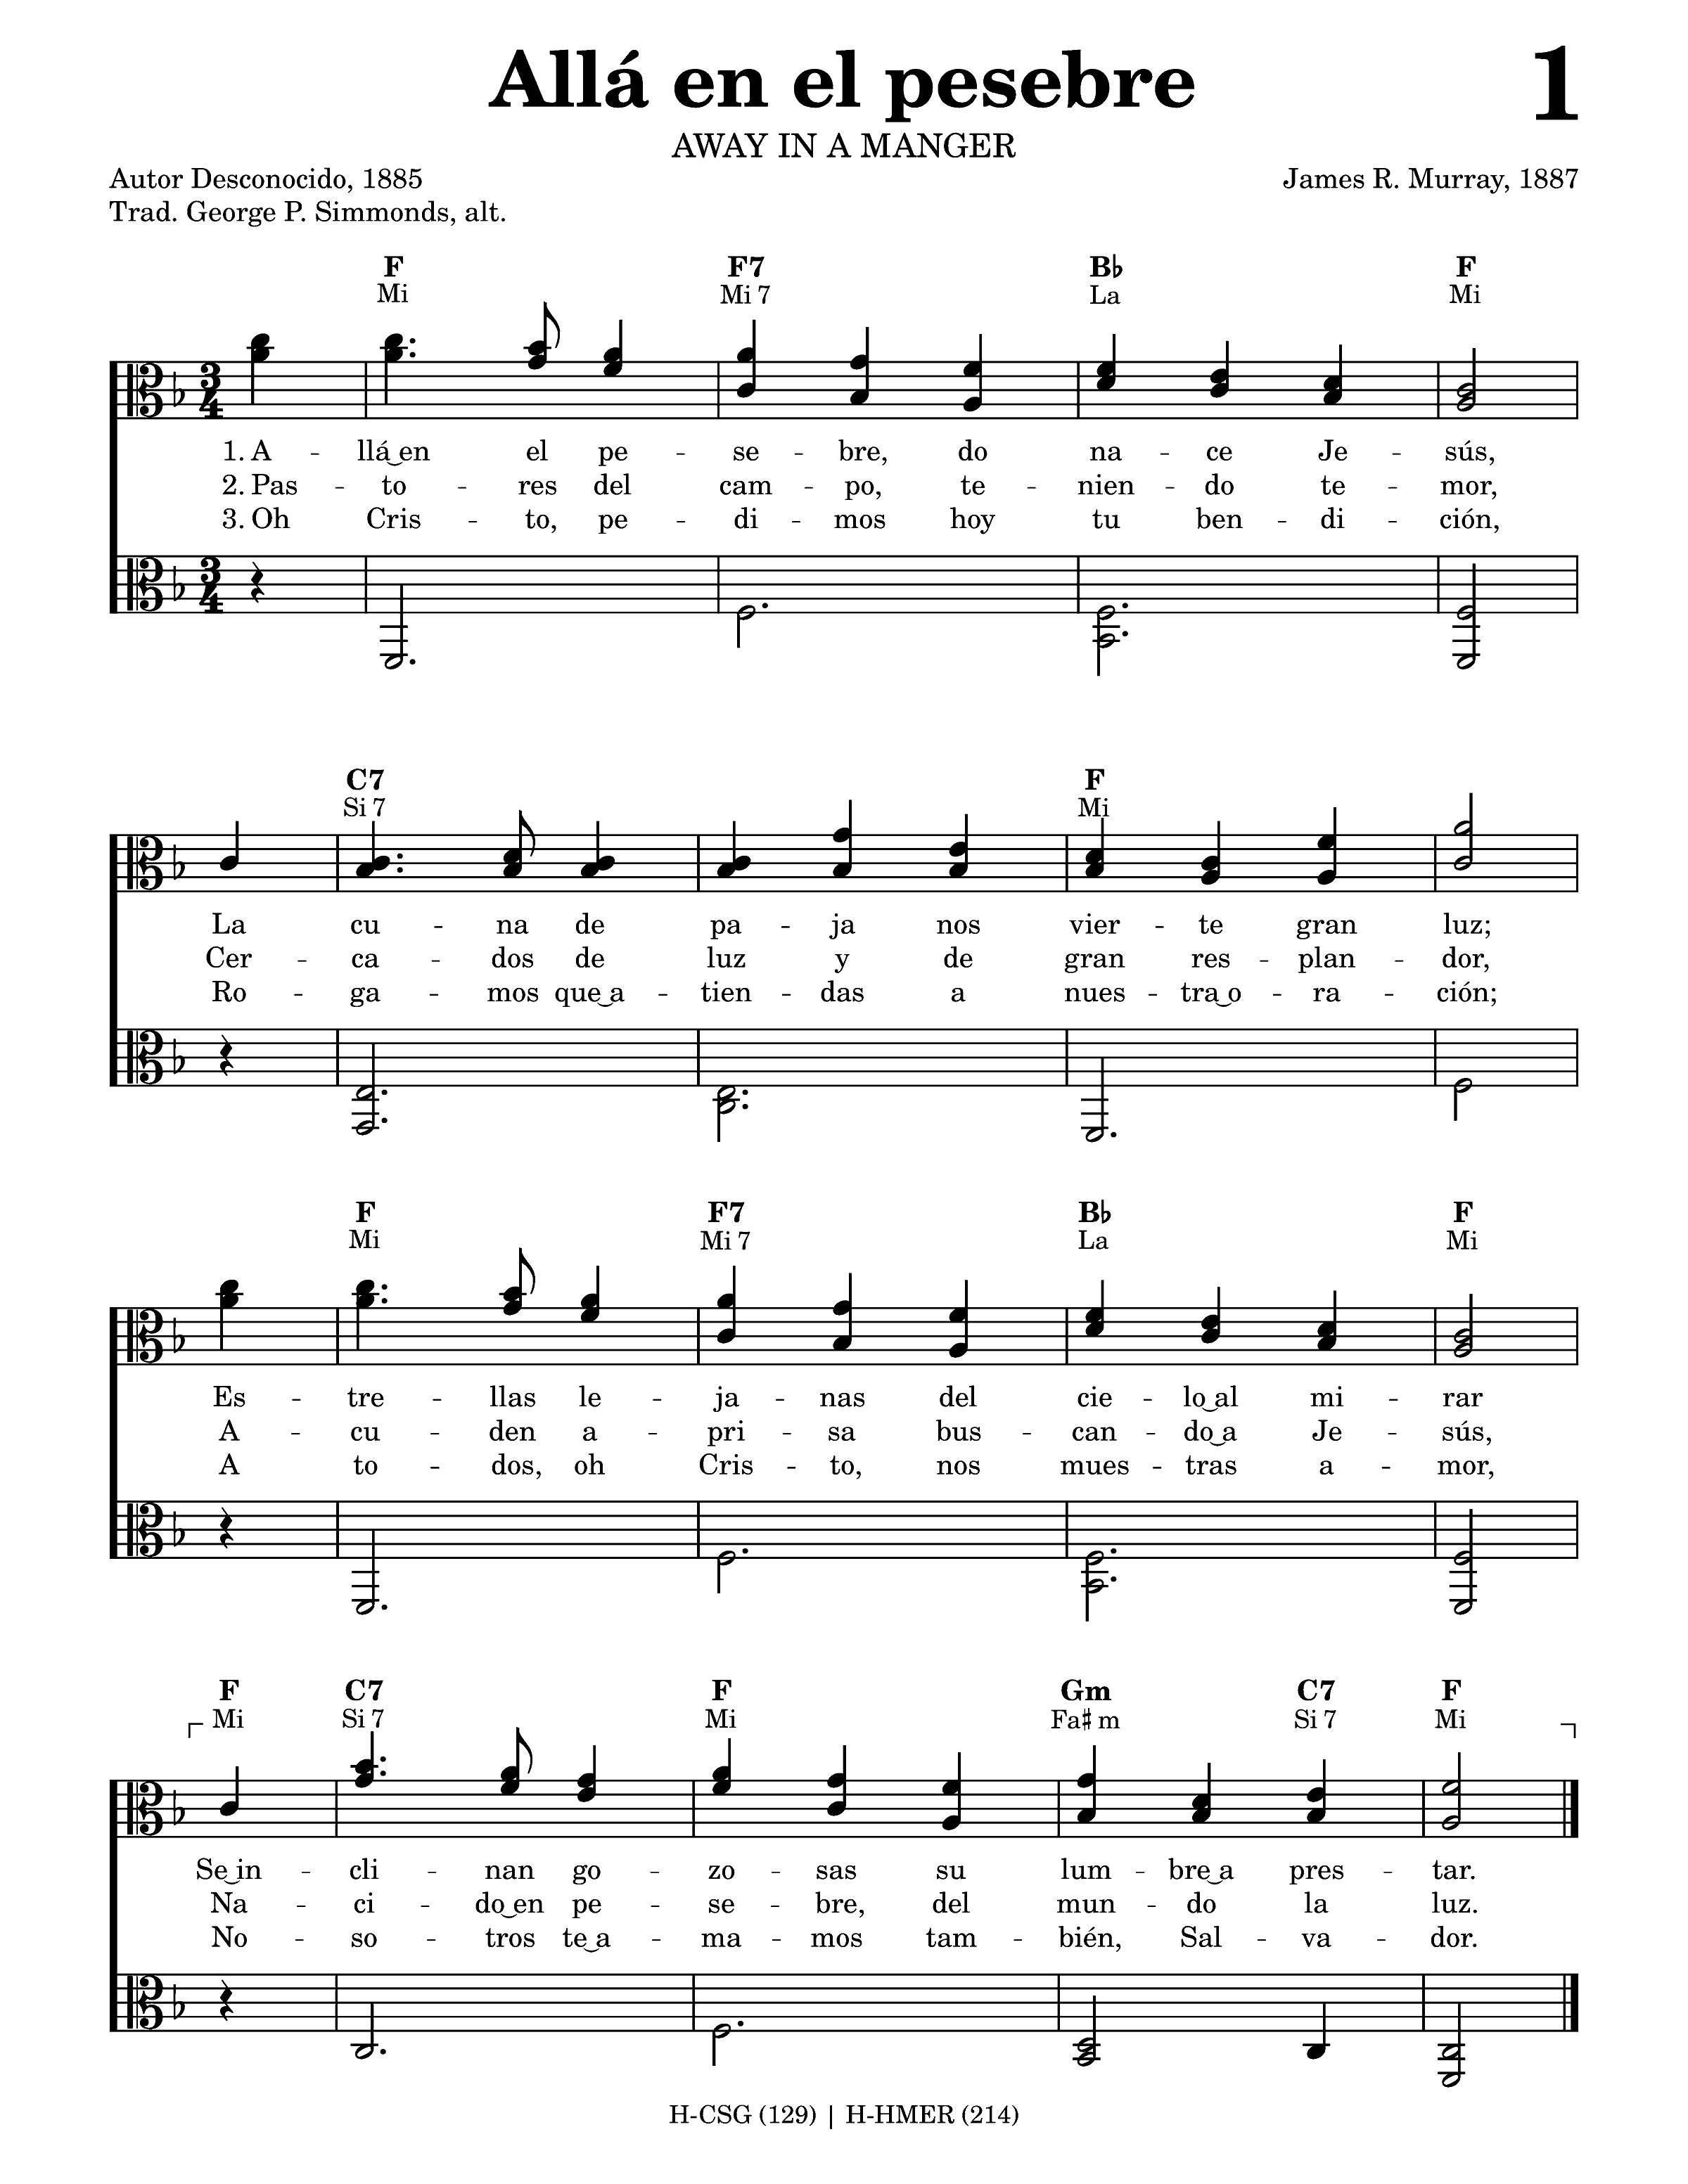 Allá en el pesebre
1
AWAY IN A MANGER
Autor Desconocido, 1885
James R. Murray, 1887
Trad. George P. Simmonds, alt.
F F7 B♭ F
Mi Mi 7 La Mi
3 4
1. A - llá en el pe - se - bre, do na - ce Je - sús,
2. Pas - to - res del cam - po, te - nien - do te - mor,
3. Oh Cris - to, pe - di - mos hoy tu ben - di - ción,
3 4
C7 F
Si 7 Mi
La cu - na de pa - ja nos vier - te gran luz;
Cer - ca - dos de luz y de gran res - plan - dor,
Ro - ga - mos que a - tien - das a nues - tra o - ra - ción;
F F7 B♭ F
Mi Mi 7 La Mi
Es - tre - llas le - ja - nas del cie - lo al mi - rar
A - cu - den a - pri - sa bus - can - do a Je - sús,
A to - dos, oh Cris - to, nos mues - tras a - mor,
F C7 F Gm C7 F
Mi Si 7 Mi Fa♯ m Si 7 Mi
Se in - cli - nan go - zo - sas su lum - bre a pres - tar.
Na - ci - do en pe - se - bre, del mun - do la luz.
No - so - tros te a - ma - mos tam - bién, Sal - va - dor.
H-CSG (129) | H-HMER (214)